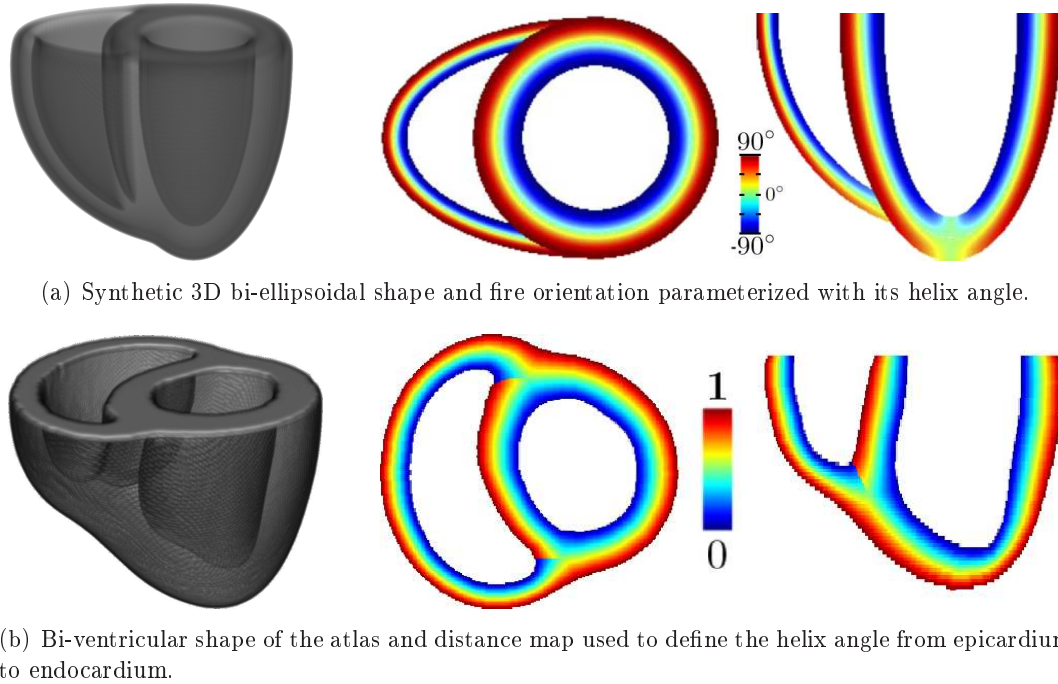 90°
0°
-90°
(a) Synthetic 3D bi-ellipsoidal shape and fire orientation parameterized with its helix angle.
1
0
(b) Bi-ventricular shape of the atlas and distance map used to define the helix angle from epicardium
to endocardium.